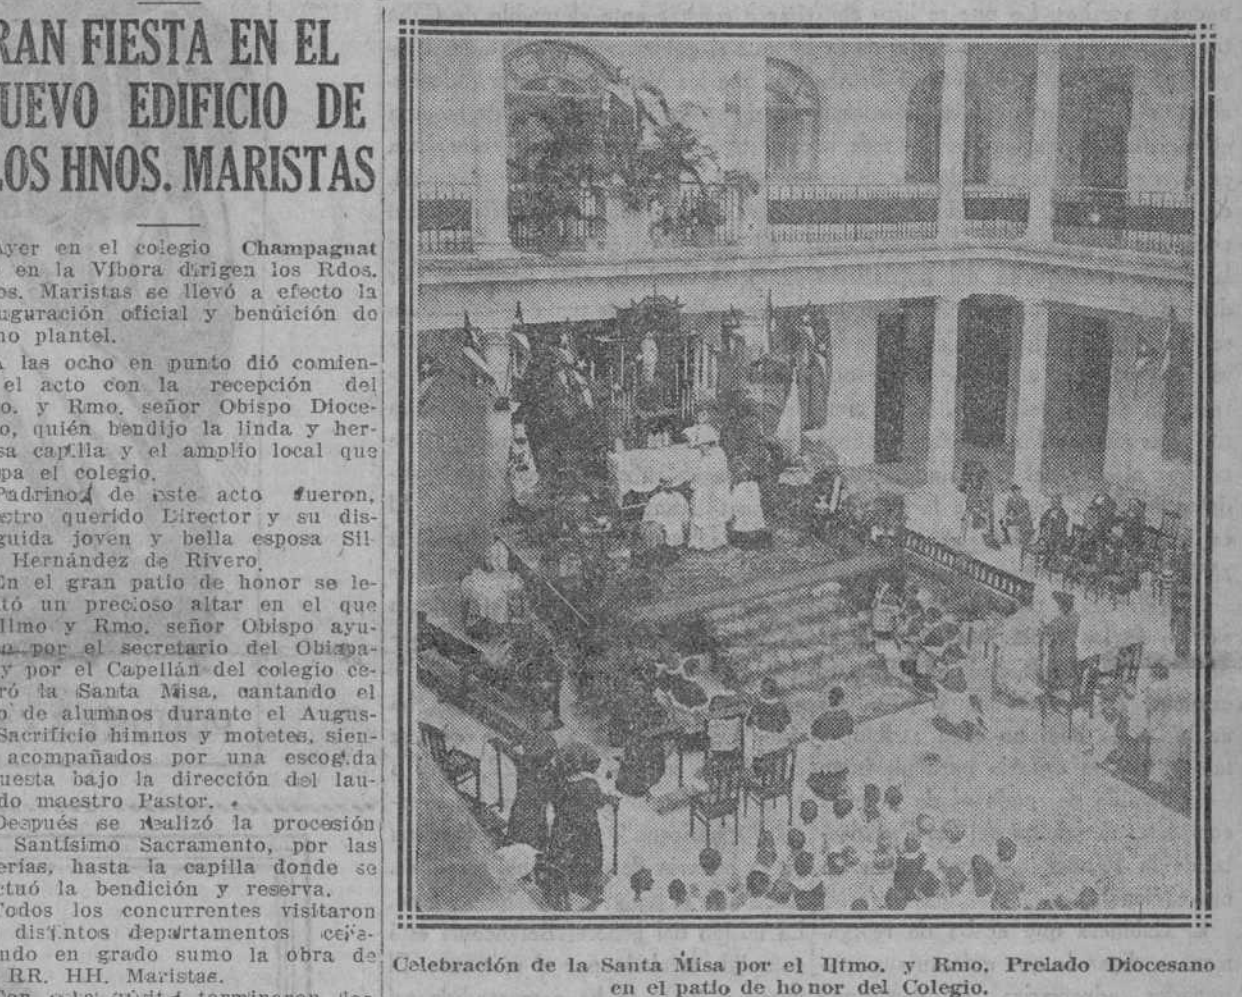 RAN FIESTA EN EL
UEVO EDIFICIO DE
LOS HNOS. MARISTAS
Ayer en el colegio Champagnat
en la Víbora dirigen los Rdos.
os. Maristas se llevó a efecto la
uguración oficial y bendición de
no plantel.
A las ocho en punto dió comien-
el acto con la recepción del
o. y Rmo. señor Obispo Dioce-
o, quién bendijo la linda y her-
sa capilla y el amplio local que
pa el colegio.
Padrinos de este acto fueron,
estro querido Director y su dis-
guida joven y bella esposa Sil-
Hernández de Rivero.
En el gran patio de honor se le-
tó un precioso altar en el que
Iltmo y Rmo. señor Obispo ayu-
o por el secretario del Obispa-
y por el Capellán del colegio ce-
ró la Santa Misa, cantando el
o de alumnos durante el Augus-
Sacrificio himnos y motetes, sien-
acompañados por una escogida
uesta bajo la dirección del lau-
do maestro Pastor.
Después se realizó la procesión
Santísimo Sacramento, por las
erías, hasta la capilla donde se
ctuó la bendición y reserva.
Todos los concurrentes visitaron
distintos departamentos cele-
ndo en grado sumo la obra de
RR. HH. Maristas.
Celebración de la Santa Misa por el Iltmo. y Rmo. Prelado Diocesano
en el patio de honor del Colegio.